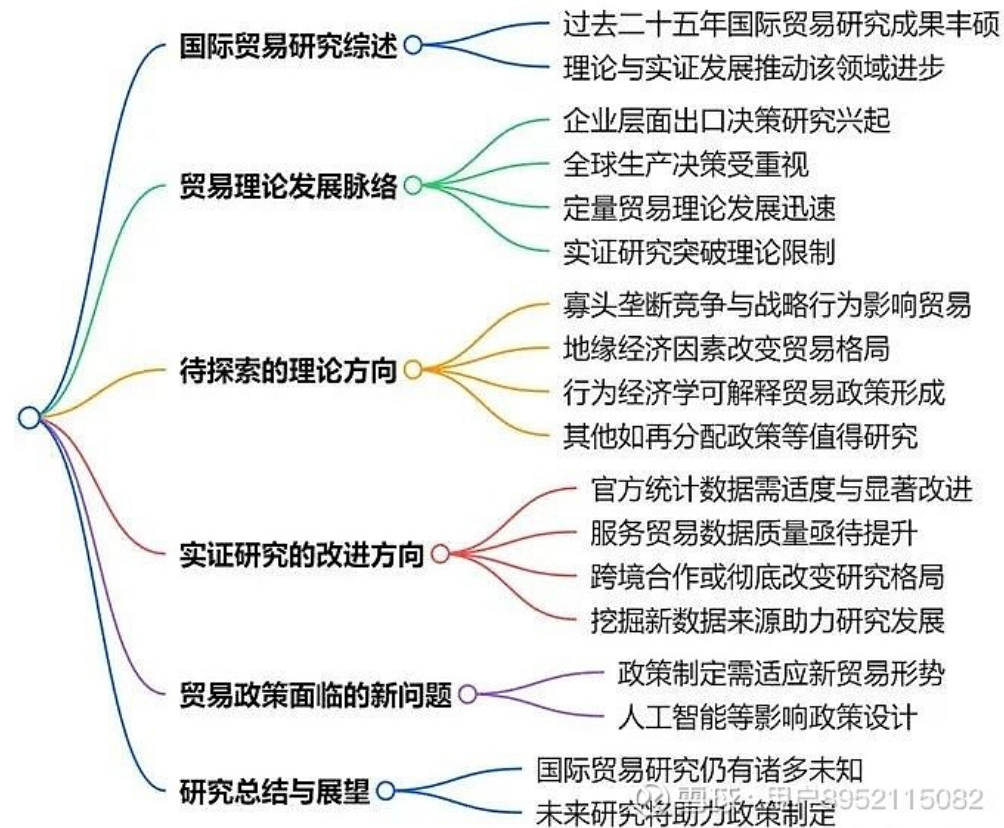 国际贸易研究综述
过去二十五年国际贸易研究成果丰硕
理论与实证发展推动该领域进步
贸易理论发展脉络
企业层面出口决策研究兴起
全球生产决策受重视
定量贸易理论发展迅速
实证研究突破理论限制
待探索的理论方向
寡头垄断竞争与战略行为影响贸易
地缘经济因素改变贸易格局
行为经济学可解释贸易政策形成
其他如再分配政策等值得研究
实证研究的改进方向
官方统计数据需适度与显著改进
服务贸易数据质量亟待提升
跨境合作或彻底改变研究格局
挖掘新数据来源助力研究发展
贸易政策面临的新问题
政策制定需适应新贸易形势
人工智能等影响政策设计
研究总结与展望
国际贸易研究仍有诸多未知
未来研究将助力政策制定
雪球：用户8952115082